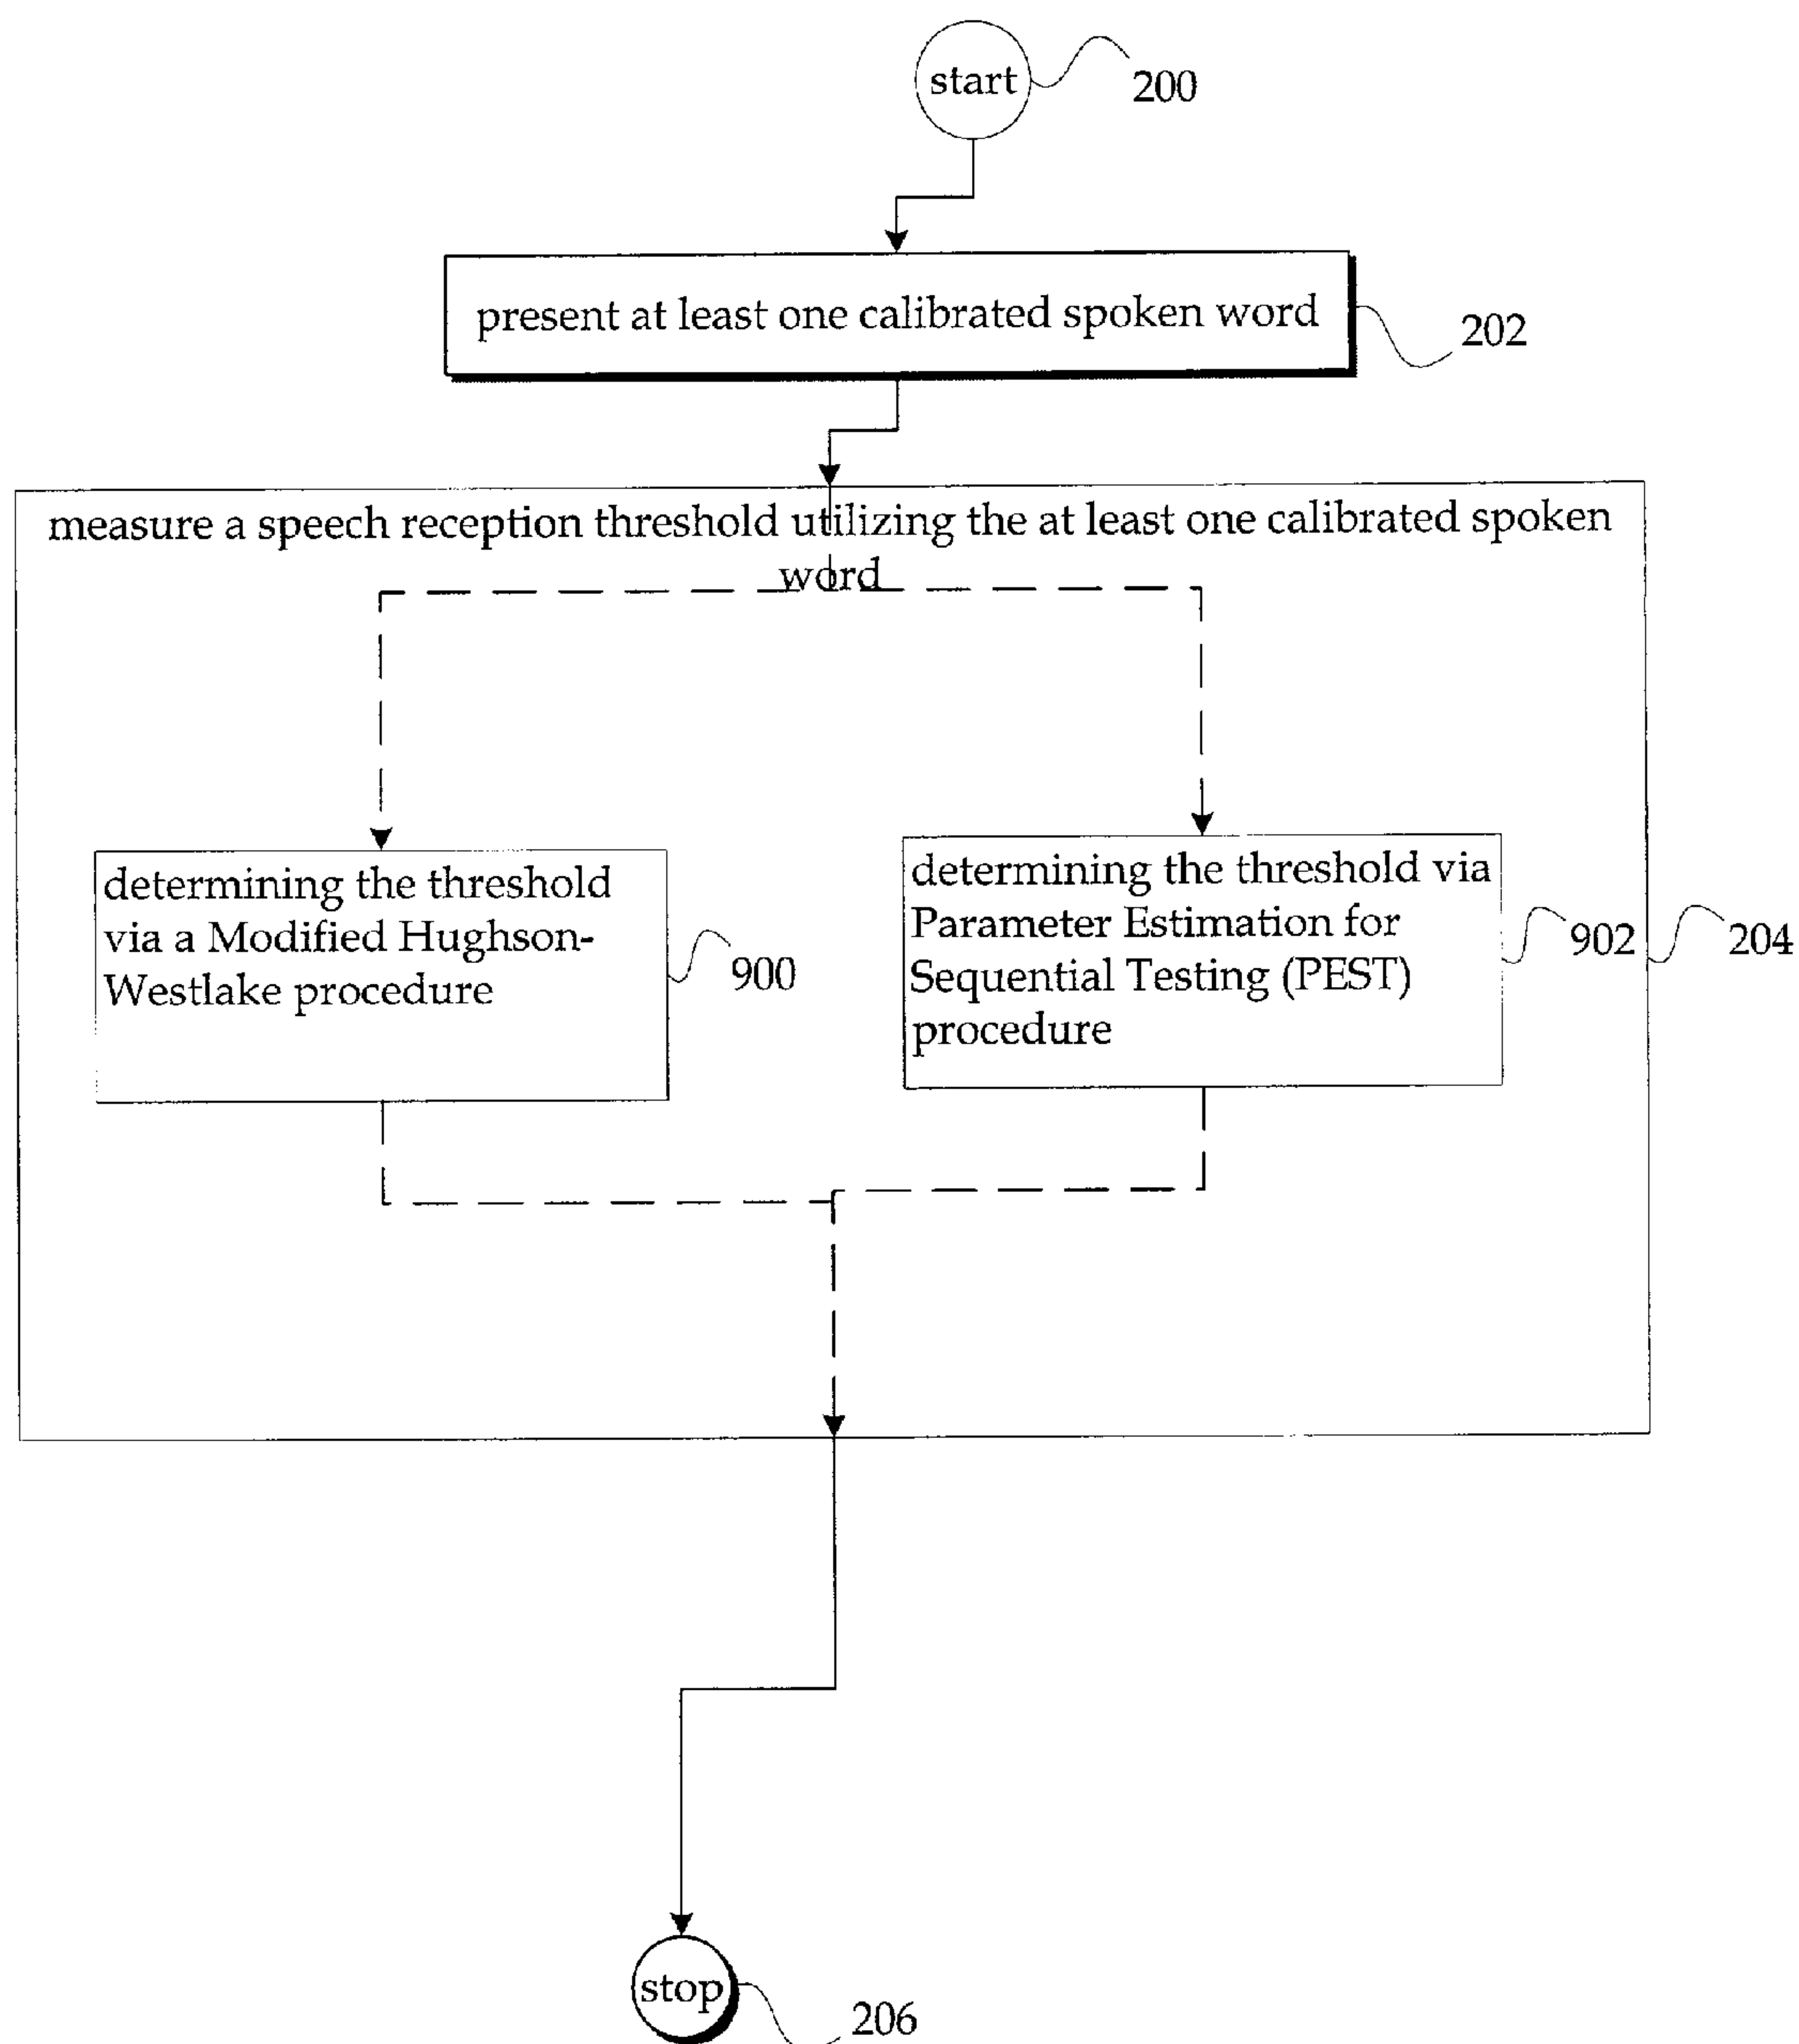 start
200
present at least one calibrated spoken word
202
measure a speech reception threshold utilizing the at least one calibrated spoken
word
determining the threshold
via a Modified Hughson-
Westlake procedure
900
determining the threshold via
Parameter Estimation for
Sequential Testing (PEST)
procedure
902
204
stop
206